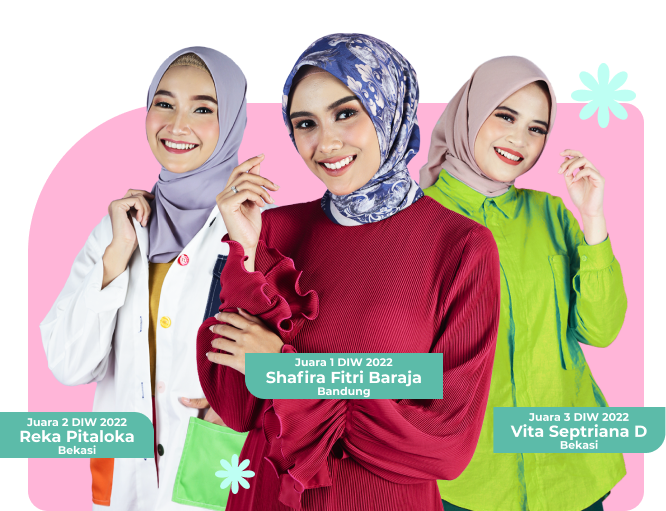 Juara 1 DIW 2022
Shafira Fitri Baraja
Bandung
Juara 2 DIW 2022
Reka Pitaloka
Bekasi
Juara 3 DIW 2022
Vita Septriana D
Bekasi